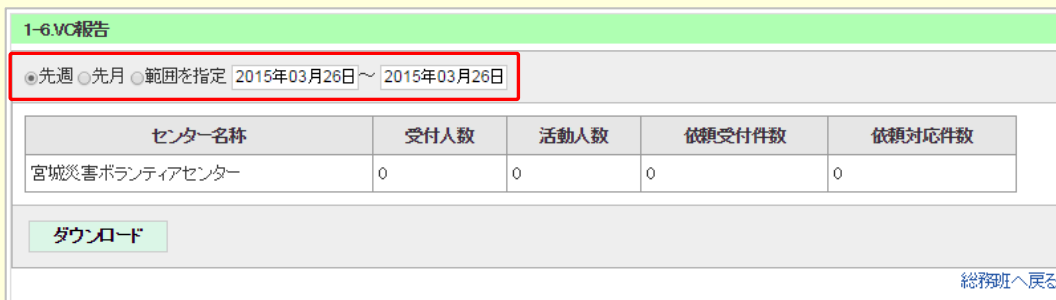 1-6.VC報告
先週 先月 範囲を指定 2015年03月26日～ 2015年03月26日
センター名称 受付人数 活動人数 依頼受付件数 依頼対応件数
宮城災害ボランティアセンター 0 0 0 0
ダウンロード
総務班へ戻る